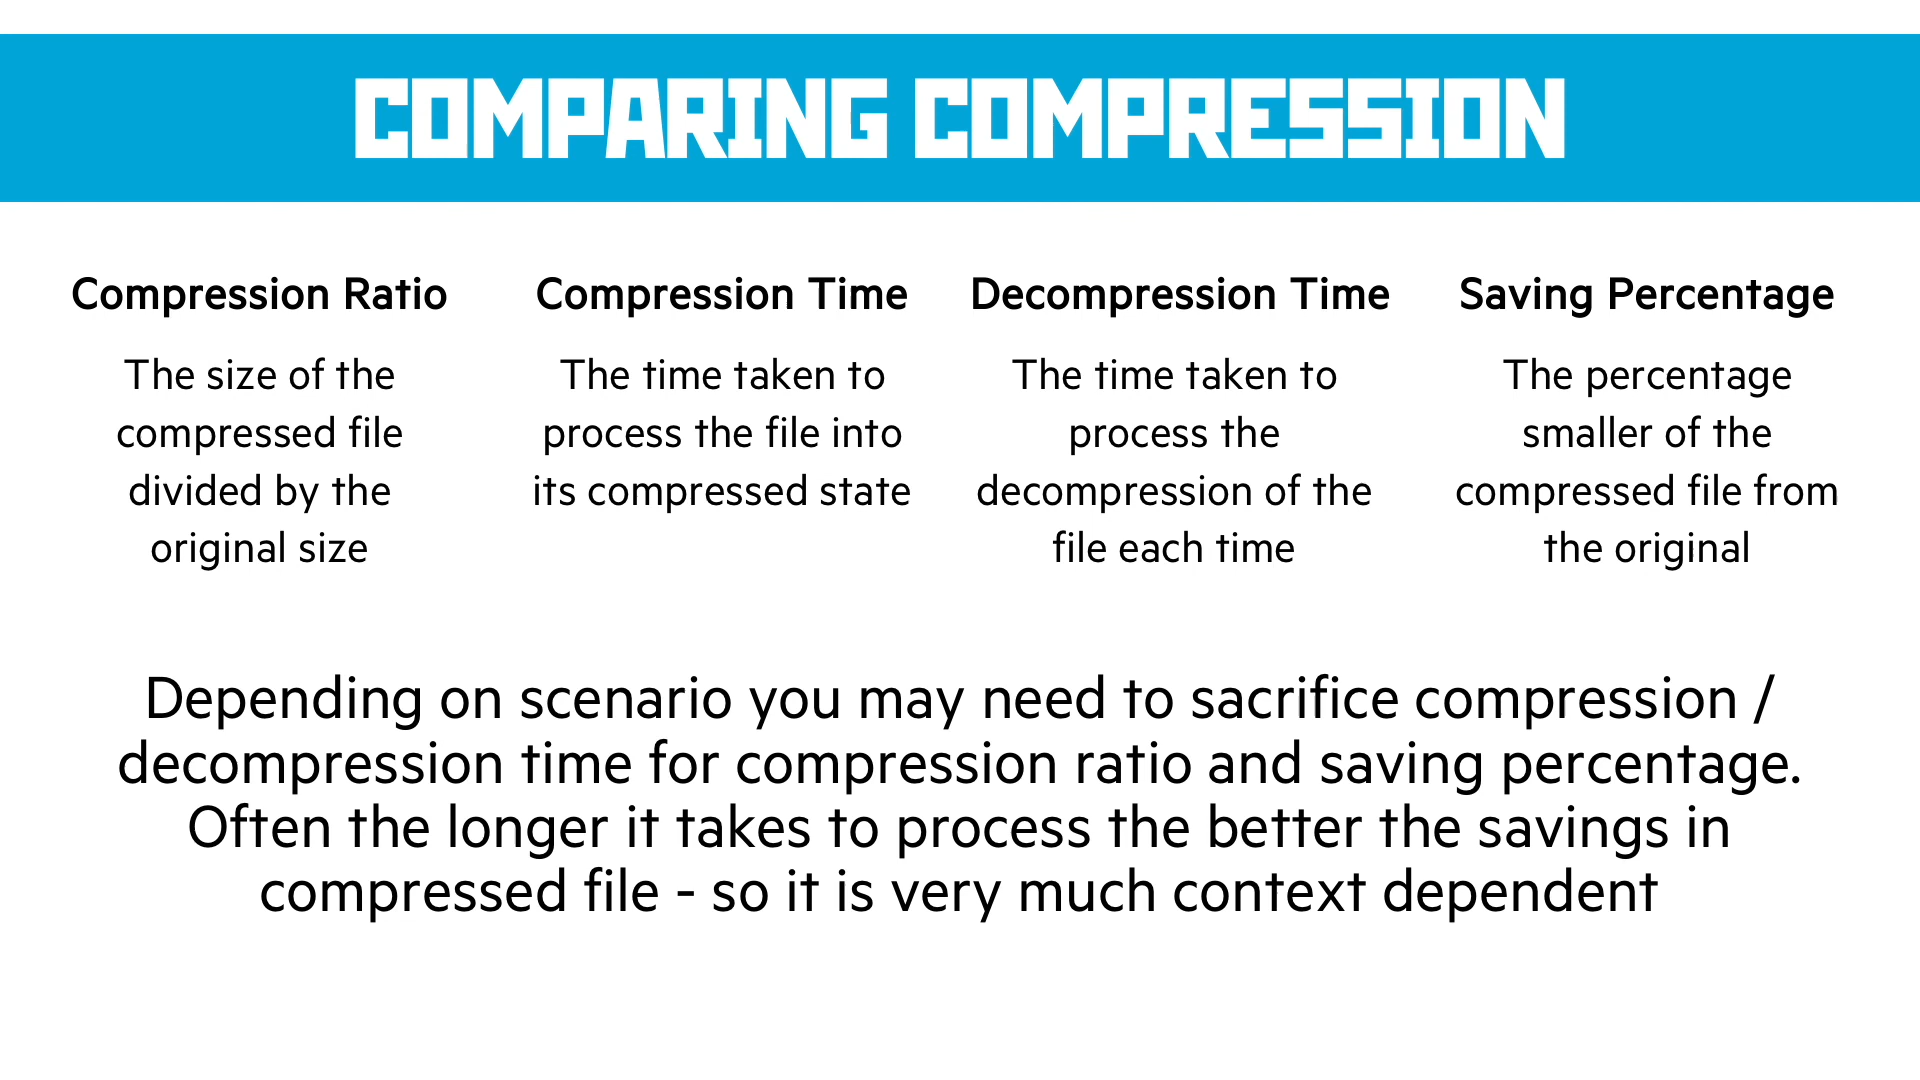 COMPARING COMPRESSION
Compression Ratio
The size of the
compressed file
divided by the
original size
Compression Time
The time taken to
process the file into
its compressed state
Decompression Time
The time taken to
process the
decompression of the
file each time
Saving Percentage
The percentage
smaller of the
compressed file from
the original
Depending on scenario you may need to sacrifice compression /
decompression time for compression ratio and saving percentage.
Often the longer it takes to process the better the savings in
compressed file - so it is very much context dependent